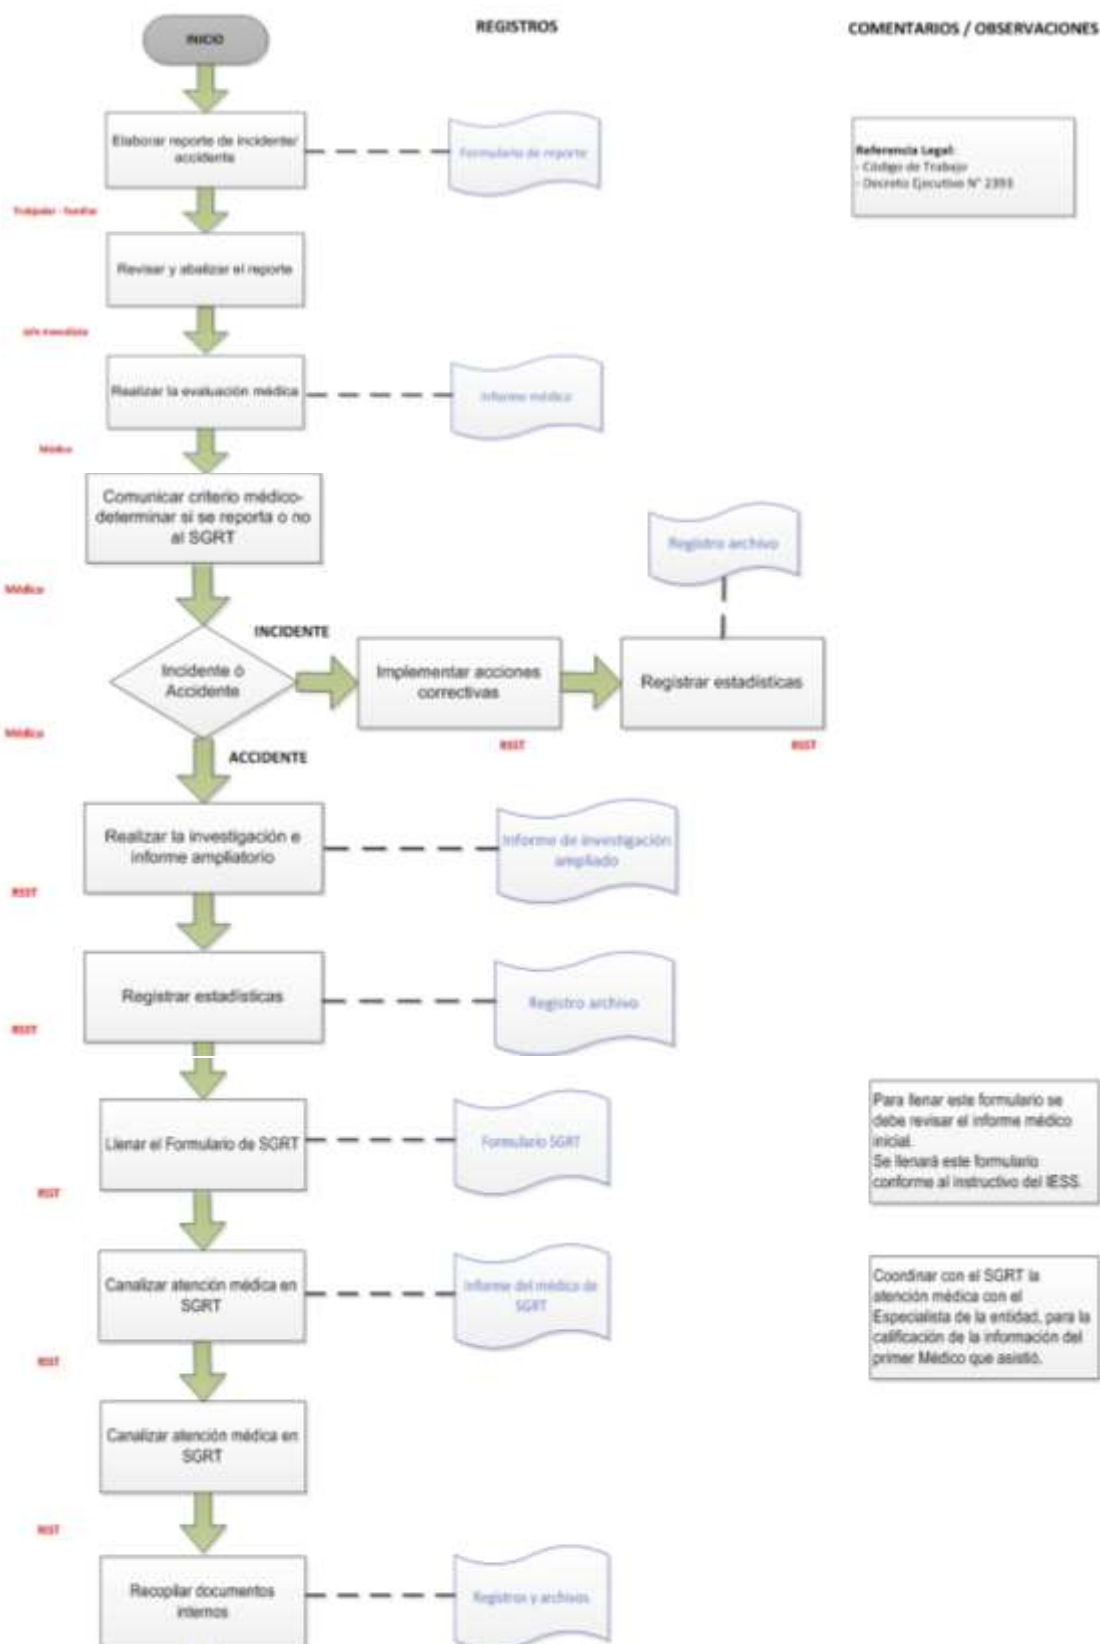 INICIO
REGISTROS
COMENTARIOS / OBSERVACIONES
Elaborar reporte de incidente/
accidente
Formulario de reporte
Referencia Legal:
- Código de Trabajo
- Decreto Ejecutivo N° 2393
Revisar y abalizar el reporte
Realizar la evaluación médica
Informe médico
Médico
Comunicar criterio médico-
determinar si se reporta o no
al SGRT
Registro archivo
Médico
INCIDENTE
Incidente ó
Accidente
Implementar acciones
correctivas
Registrar estadísticas
Médico
RSST
RSST
ACCIDENTE
Realizar la investigación e
informe ampliatorio
Informe de investigación
ampliado
RSST
Registrar estadísticas
Registro archivo
RSST
Llenar el Formulario de SGRT
Formulario SGRT
Para llenar este formulario se
debe revisar el informe médico
inicial.
Se llenará este formulario
conforme al instructivo del IESS.
Canalizar atención médica en
SGRT
Informe del médica de
SGRT
Coordinar con el SGRT la
atención médica con el
Especialista de la entidad, para la
calificación de la información del
primer Médico que asistió.
Canalizar atención médica en
SGRT
Recopilar documentos
internos
Registros y archivos